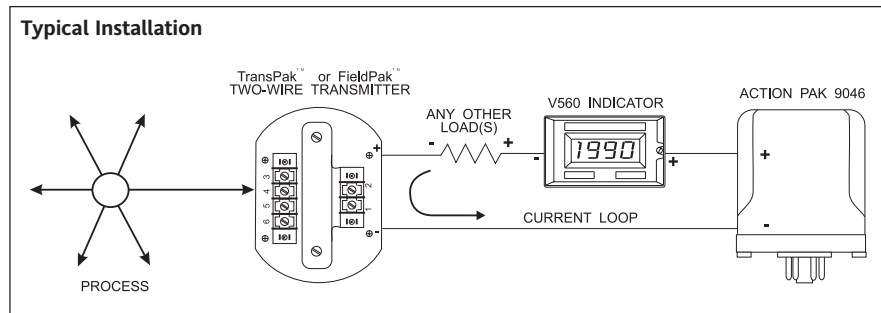 Typical Installation
TransPak™ or FieldPak™
TWO-WIRE TRANSMITTER
ANY OTHER
LOAD(S)
V560 INDICATOR
ACTION PAK 9046
- +
- +
1990
+
-
+
-
3
4
5
6
2
1
CURRENT LOOP
PROCESS